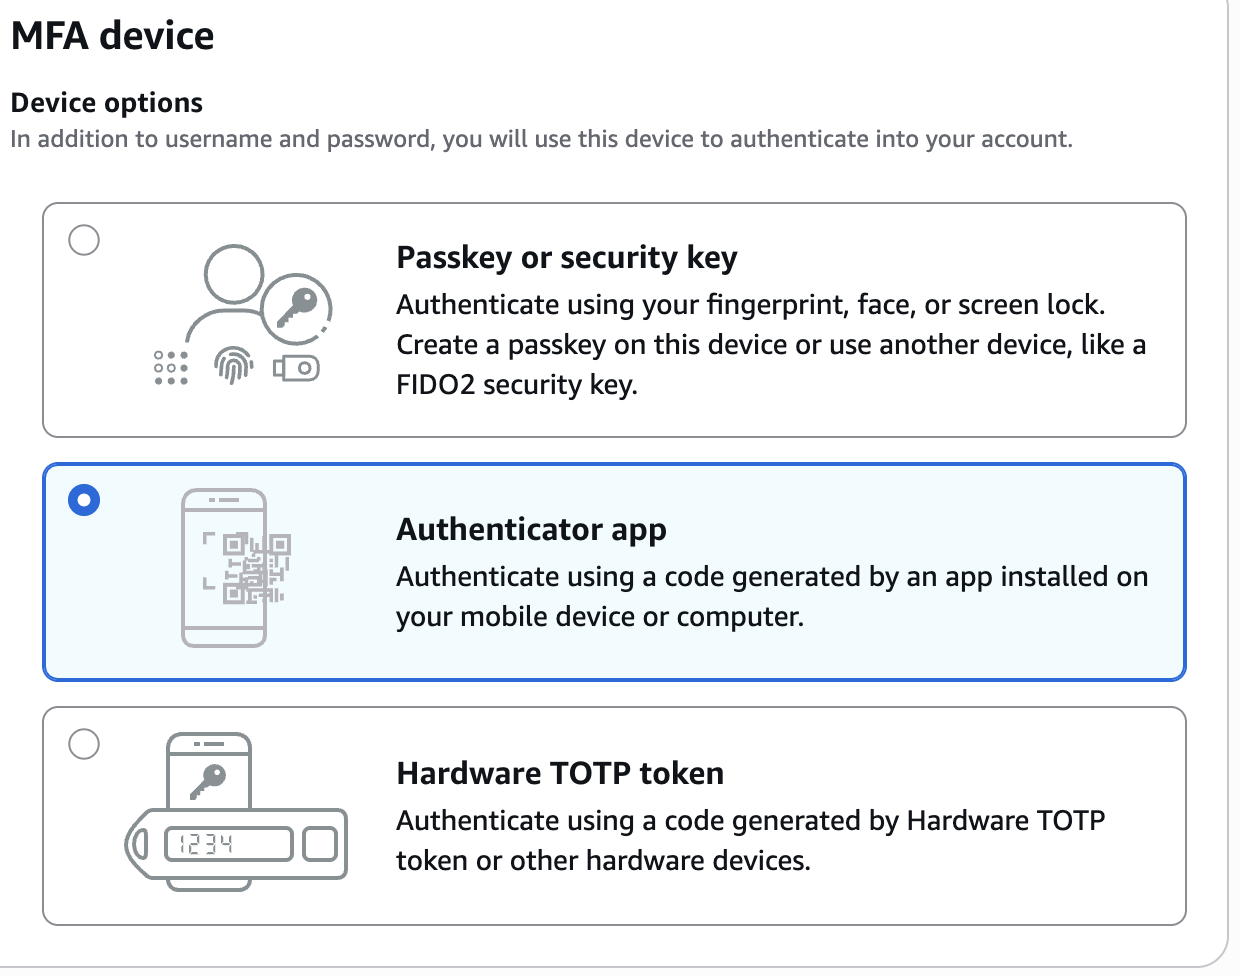 MFA device
Device options
In addition to username and password, you will use this device to authenticate into your account.
Passkey or security key
Authenticate using your fingerprint, face, or screen lock.
Create a passkey on this device or use another device, like a
FIDO2 security key.
Authenticator app
Authenticate using a code generated by an app installed on
your mobile device or computer.
Hardware TOTP token
Authenticate using a code generated by Hardware TOTP
token or other hardware devices.
1234